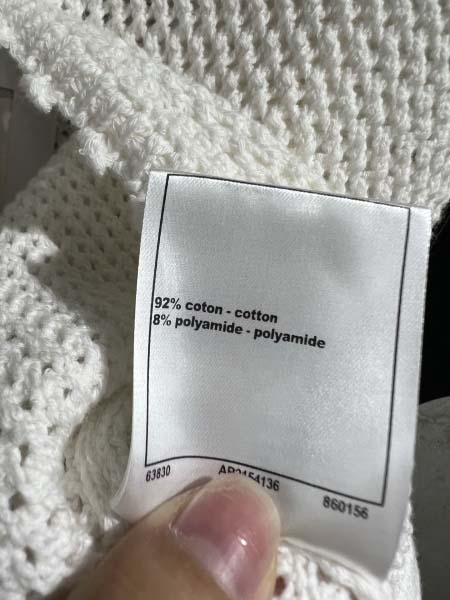 92% coton - cotton
8% polyamide - polyamide
63830 860156